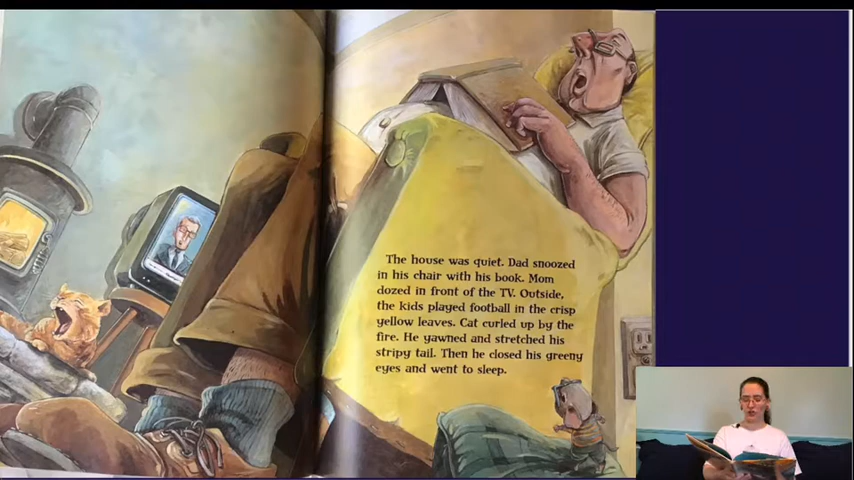 The house was quiet. Dad snoozed
in his chair with his book. Mom
dozed in front of the TV. Outside,
the kids played football in the crisp
yellow leaves. Cat curled up by the
fire. He yawned and stretched his
stripy tail. Then he closed his greeny
eyes and went to sleep.